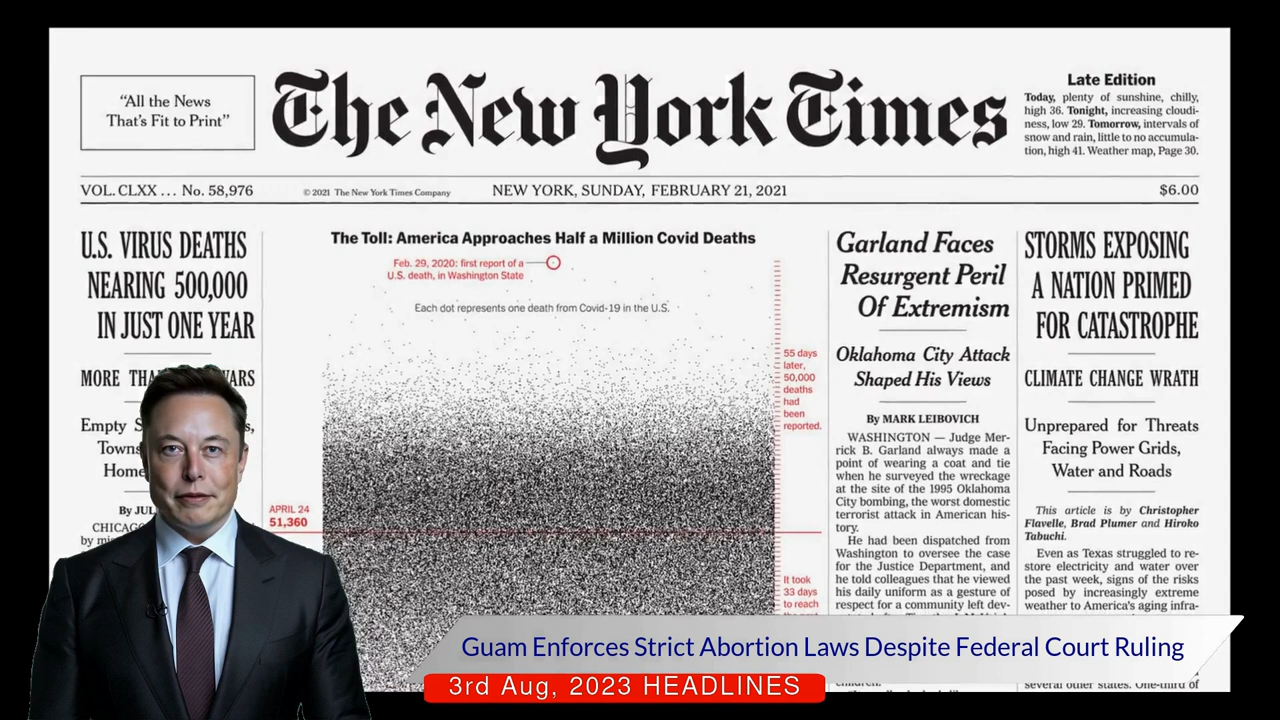 “All the News
That’s Fit to Print”
The New York Times
Late Edition
Today, plenty of sunshine, chilly,
high 36. Tonight, increasing cloudi-
ness, low 29. Tomorrow, intervals of
snow and rain, little to no accumula-
tion, high 41. Weather map, Page 30.
VOL. CLXX . . . No. 58,976
© 2021 The New York Times Company
NEW YORK, SUNDAY, FEBRUARY 21, 2021
$6.00
U.S. VIRUS DEATHS
NEARING 500,000
IN JUST ONE YEAR
MORE
Empty
By
CHICAGO
The Toll: America Approaches Half a Million Covid Deaths
Feb. 29, 2020: first report of a
U.S. death, in Washington State
Each dot represents one death from Covid-19 in the U.S.
55 days
later,
50,000
deaths
had
been
reported.
APRIL 24
51,360
It took
33 days
to reach
Garland Faces
Resurgent Peril
Of Extremism
Oklahoma City Attack
Shaped His Views
By MARK LEIBOVICH
WASHINGTON — Judge Mer-
rick B. Garland always made a
point of wearing a coat and tie
when he surveyed the wreckage
at the site of the 1995 Oklahoma
City bombing, the worst domestic
terrorist attack in American his-
tory.
He had been dispatched from
Washington to oversee the case
for the Justice Department, and
he told colleagues that he viewed
his daily uniform as a gesture of
respect for a community left dev-
children.
STORMS EXPOSING
A NATION PRIMED
FOR CATASTROPHE
CLIMATE CHANGE WRATH
Unprepared for Threats
Facing Power Grids,
Water and Roads
This article is by Christopher
Flavelle, Brad Plumer and Hiroko
Tabuchi.
Even as Texas struggled to re-
store electricity and water over
the past week, signs of the risks
posed by increasingly extreme
weather to America’s aging infra-
several other states. One-third of
Guam Enforces Strict Abortion Laws Despite Federal Court Ruling
3rd Aug, 2023 HEADLINES